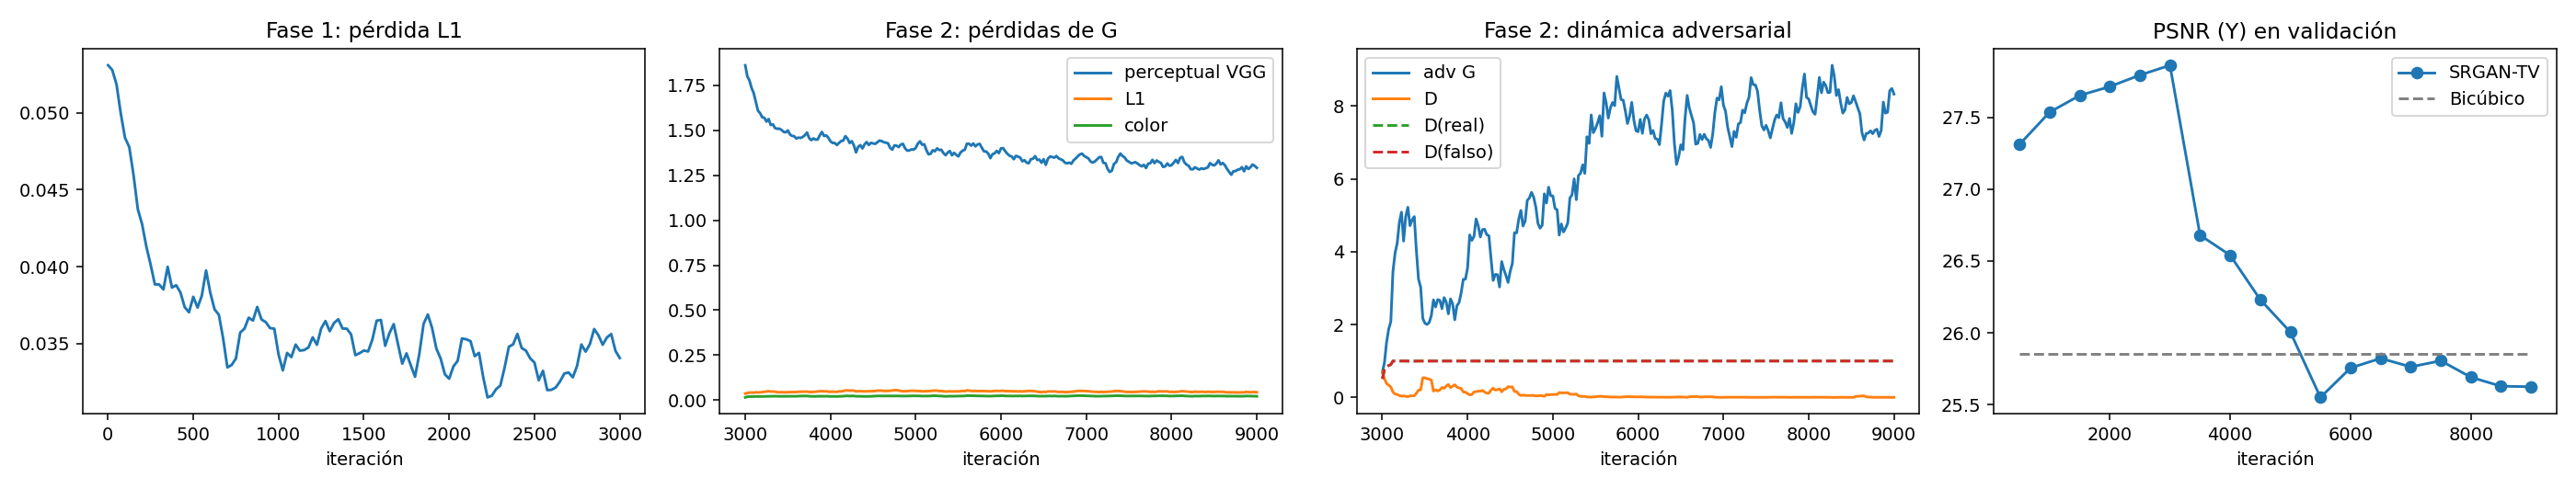 Fase 1: pérdida L1
0.050
0.045
0.040
0.035
0 500 1000 1500 2000 2500 3000
iteración
Fase 2: pérdidas de G
perceptual VGG
L1
color
1.75
1.50
1.25
1.00
0.75
0.50
0.25
0.00
3000 4000 5000 6000 7000 8000 9000
iteración
Fase 2: dinámica adversarial
adv G
D
D(real)
D(falso)
8
6
4
2
0
3000 4000 5000 6000 7000 8000 9000
iteración
PSNR (Y) en validación
SRGAN-TV
Bicúbico
27.5
27.0
26.5
26.0
25.5
2000 4000 6000 8000
iteración